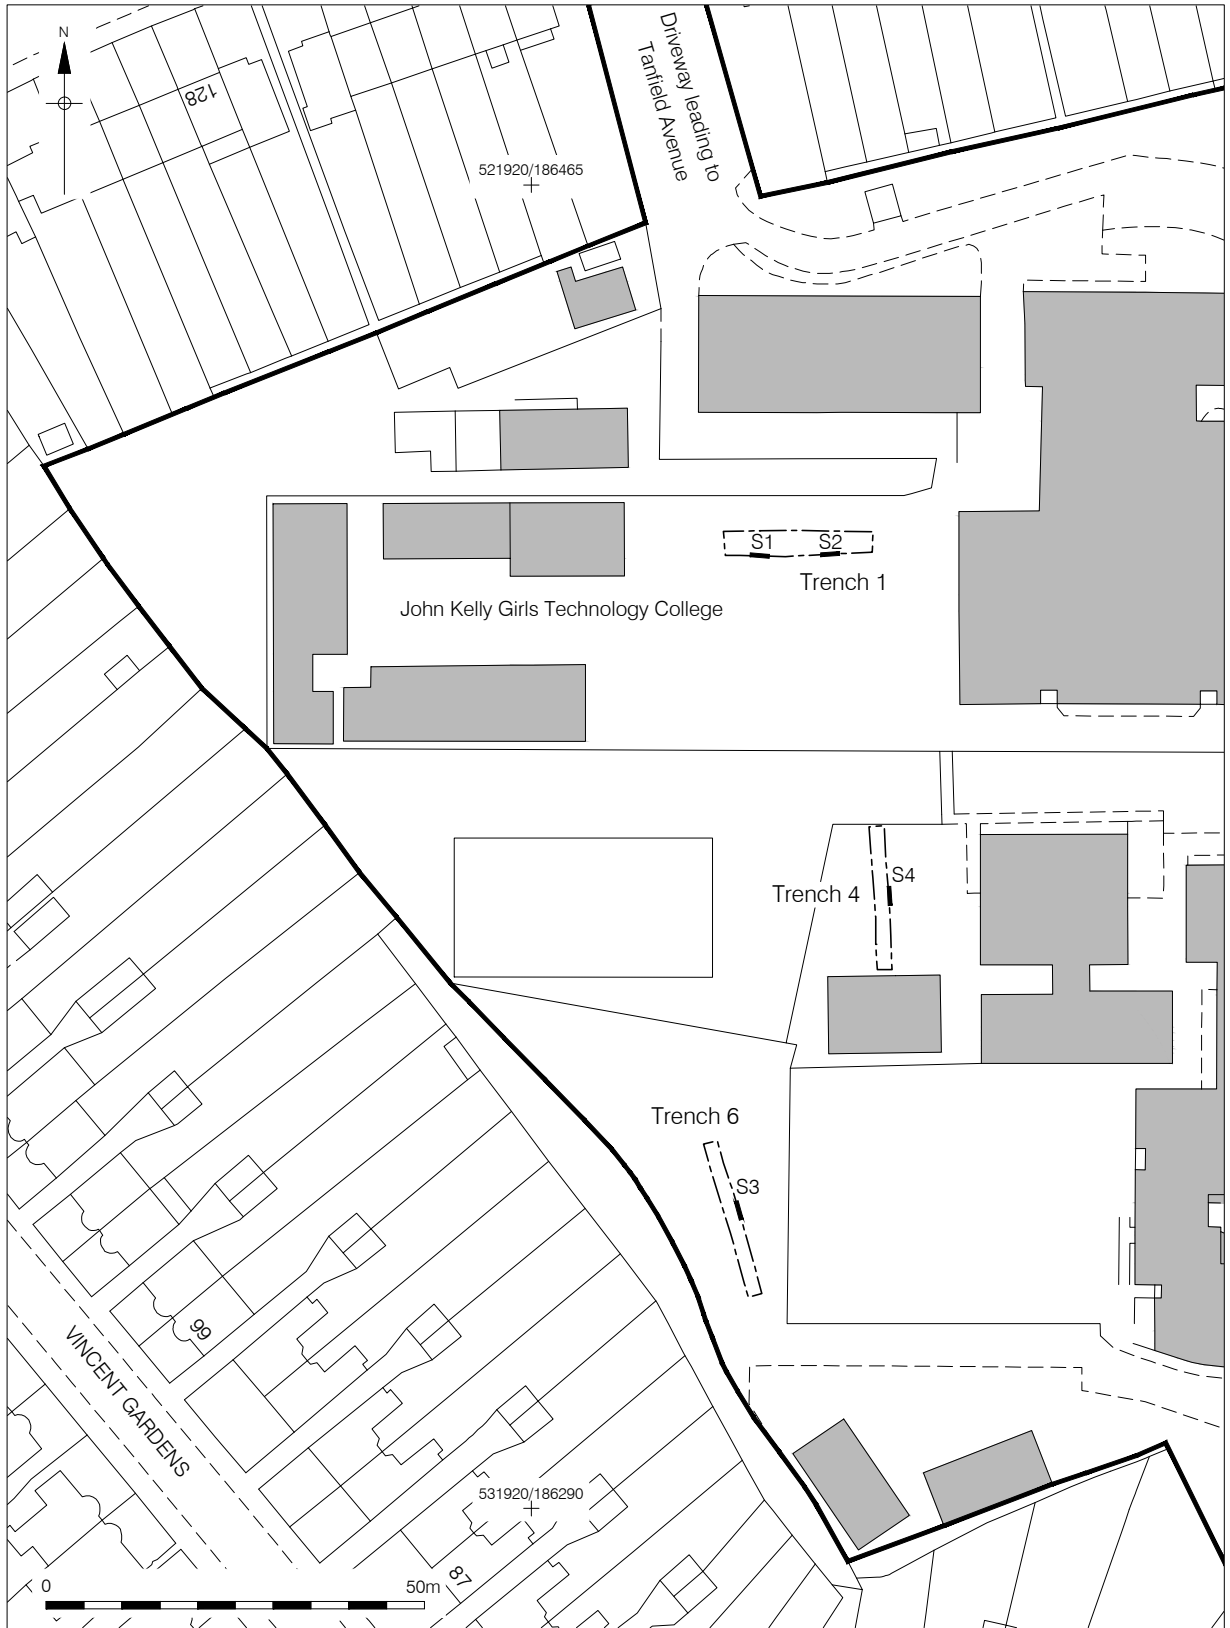 N
Driveway leading to
Tanfield Avenue
128
521920/186465
S1
S2
Trench 1
John Kelly Girls Technology College
S4
Trench 4
Trench 6
S3
99
VINCENT GARDENS
531920/186290
87
0
50m